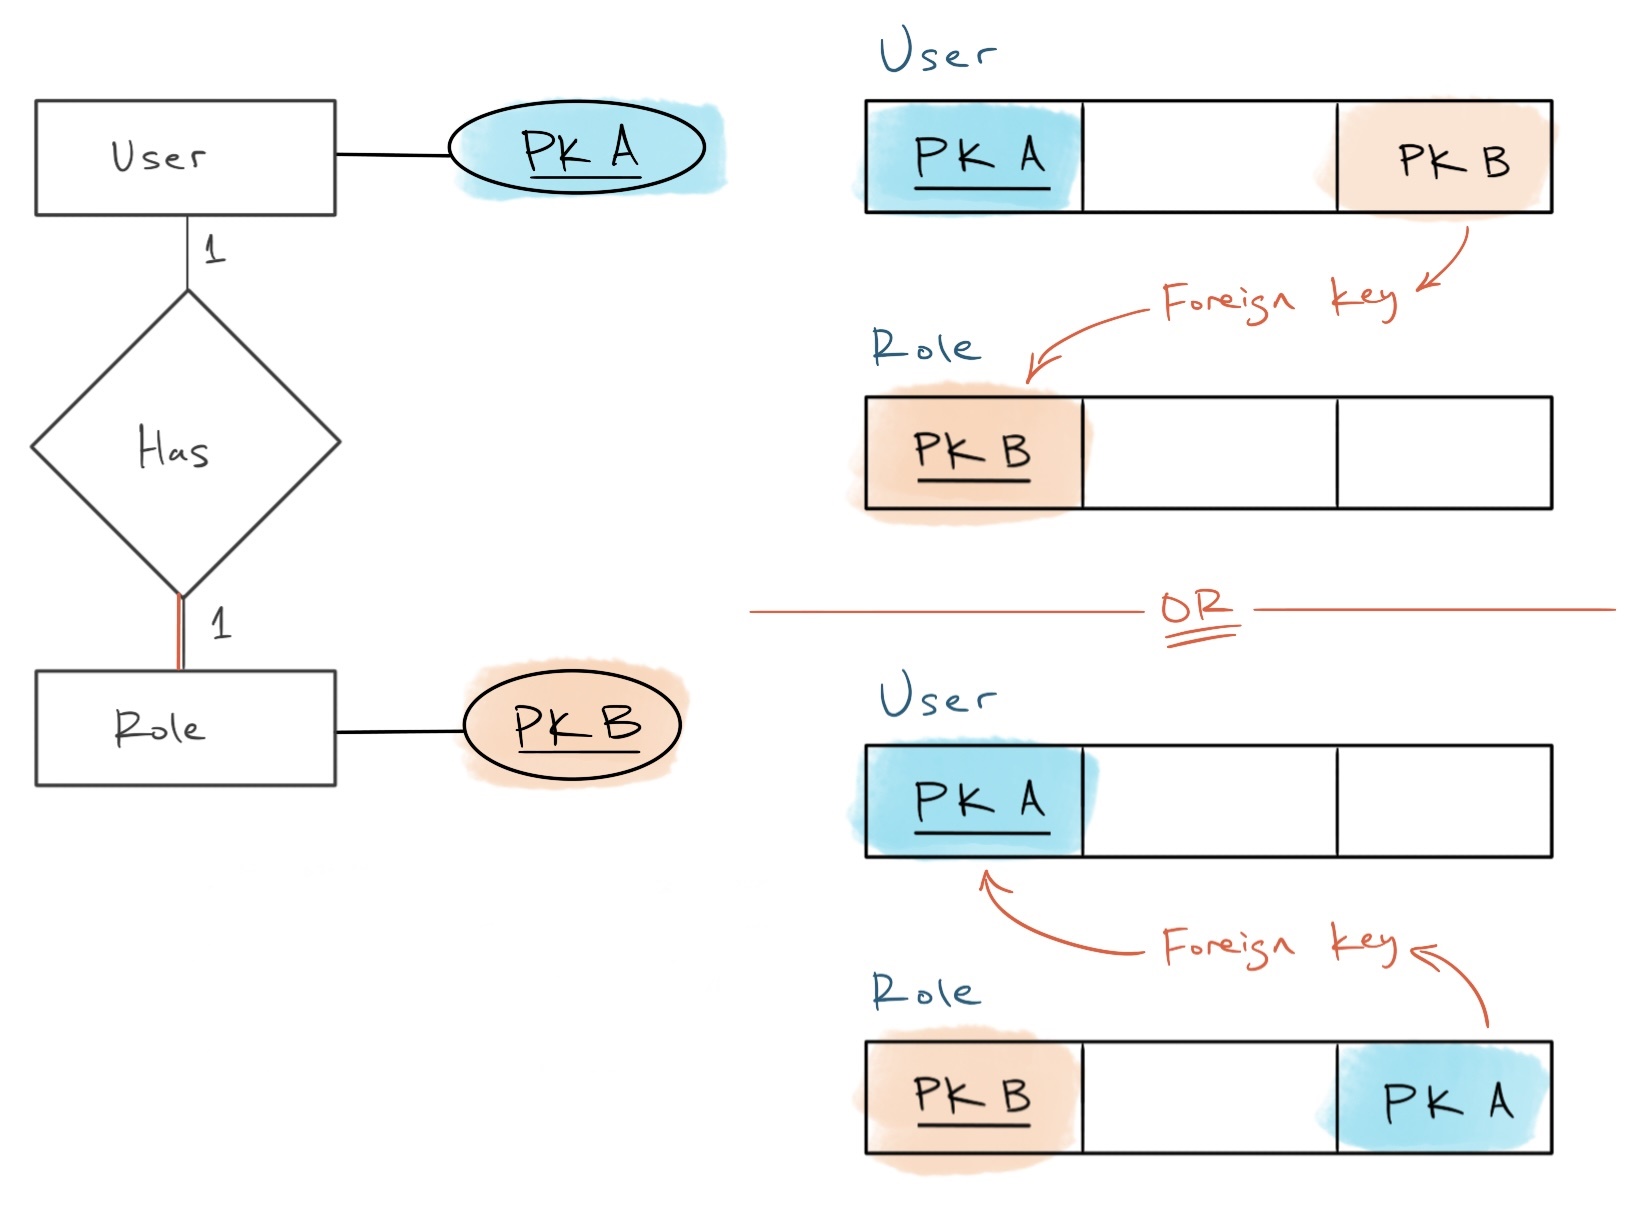 User
PK A
1
Has
1
Role
PK B
User
PK A
PK B
Foreign key
Role
PK B
OR
User
PK A
Foreign key
Role
PK B
PK A